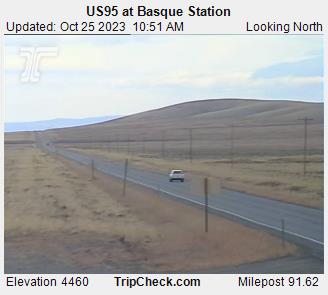 US95 at Basque Station
Updated: Oct 25 2023 10:51 AM Looking North
Elevation 4460 TripCheck.com Milepost 91.62